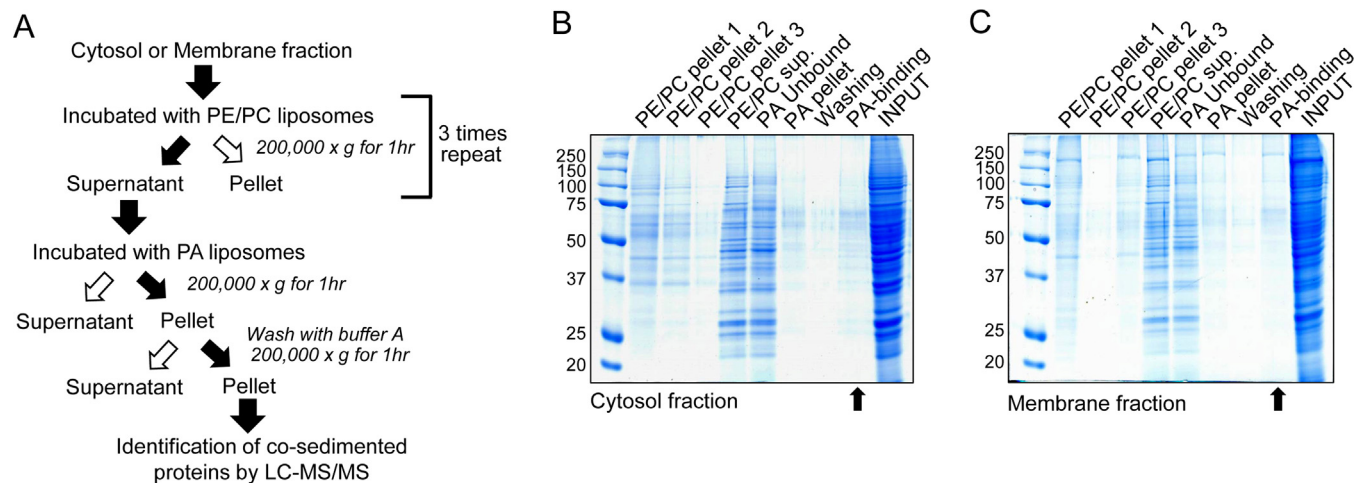 A
Cytosol or Membrane fraction
Incubated with PE/PC liposomes
200,000 x g for 1hr
3 times
repeat
Supernatant
Pellet
Incubated with PA liposomes
200,000 x g for 1hr
Supernatant
Pellet
Wash with buffer A
200,000 x g for 1hr
Supernatant
Pellet
Identification of co-sedimented
proteins by LC-MS/MS
B
PE/PC pellet 1
PE/PC pellet 2
PE/PC pellet 3
PE/PC sup.
PA Unbound
PA pellet
Washing
PA-binding
INPUT
250
150
100
75
50
37
25
20
Cytosol fraction
C
PE/PC pellet 1
PE/PC pellet 2
PE/PC pellet 3
PE/PC sup.
PA Unbound
PA pellet
Washing
PA-binding
INPUT
250
150
100
75
50
37
25
20
Membrane fraction